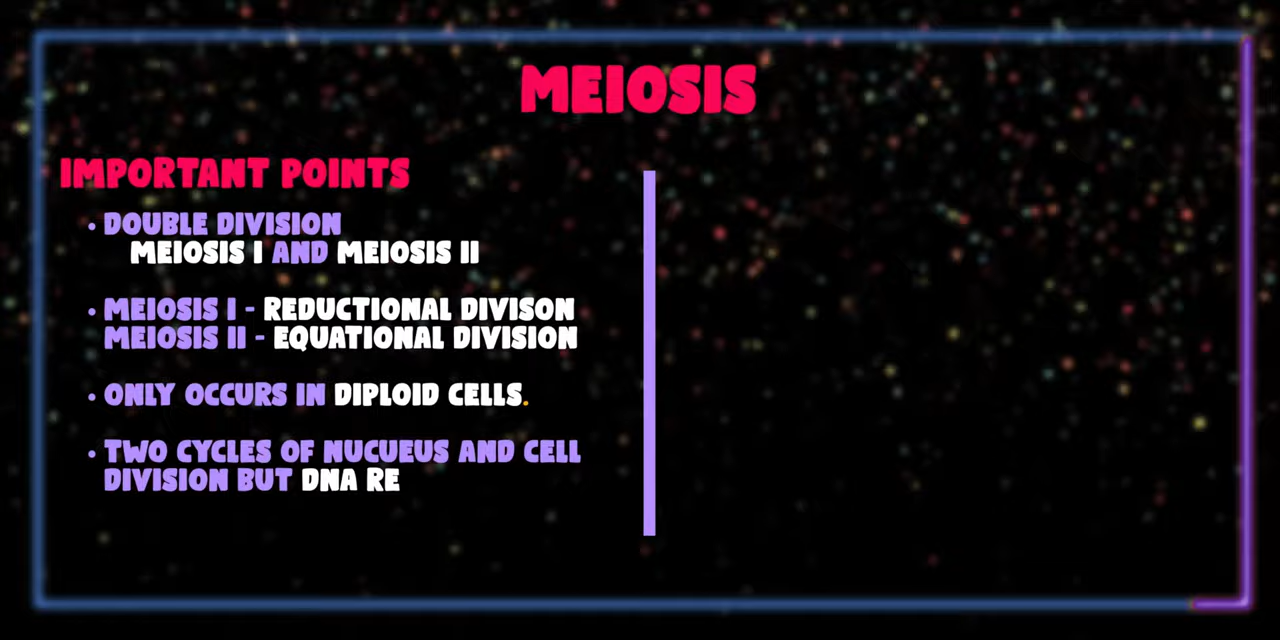 MEIOSIS
IMPORTANT POINTS
• DOUBLE DIVISION
MEIOSIS I AND MEIOSIS II
• MEIOSIS I - REDUCTIONAL DIVISON
MEIOSIS II - EQUATIONAL DIVISION
• ONLY OCCURS IN DIPLOID CELLS.
• TWO CYCLES OF NUCUEUS AND CELL
DIVISION BUT DNA RE